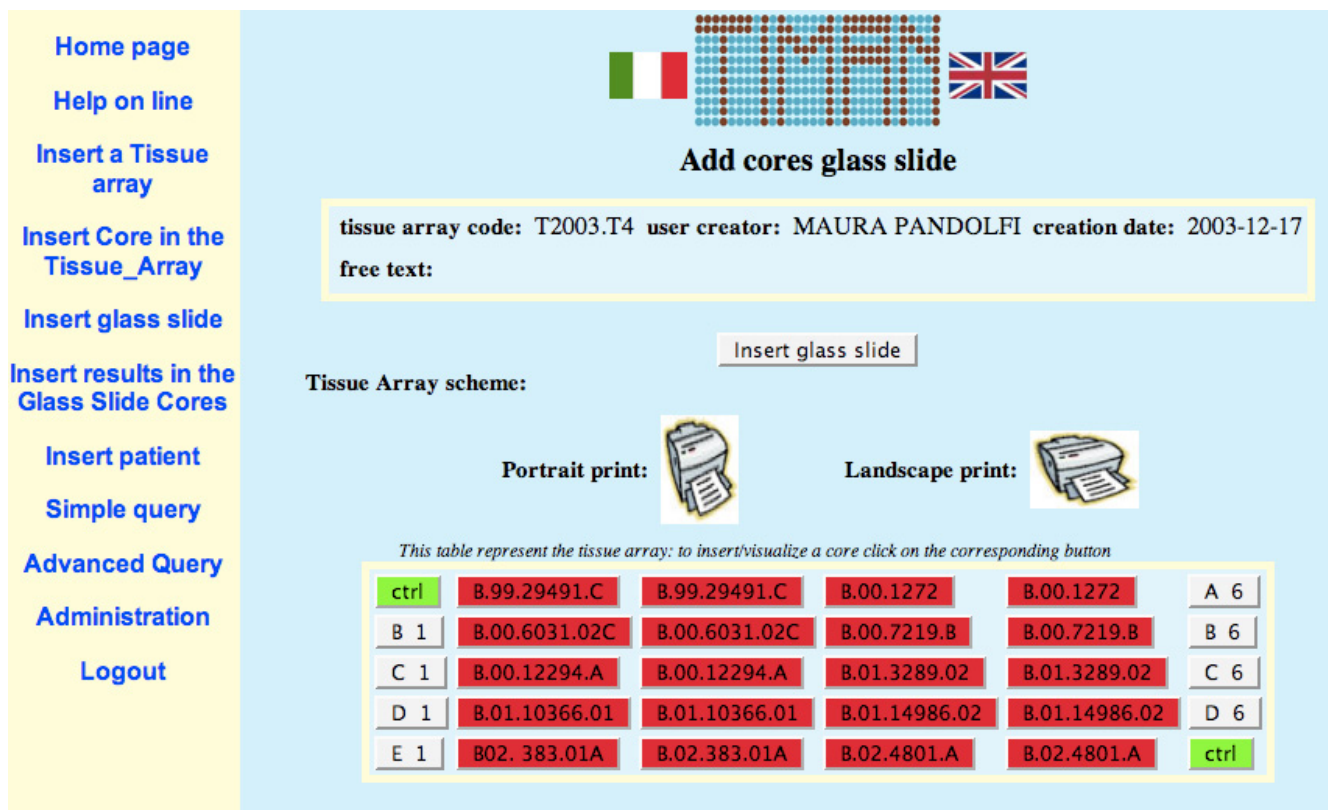 Home page
Help on line
Insert a Tissue
array
Insert Core in the
Tissue_Array
Insert glass slide
Insert results in the
Glass Slide Cores
Insert patient
Simple query
Advanced Query
Administration
Logout
TMAN
Add cores glass slide
tissue array code: T2003.T4 user creator: MAURA PANDOLFI creation date: 2003-12-17
free text:
Insert glass slide
Tissue Array scheme:
Portrait print: Landscape print:
This table represent the tissue array: to insert/visualize a core click on the corresponding button
ctrl B.99.29491.C B.99.29491.C B.00.1272 B.00.1272 A 6
B 1 B.00.6031.02C B.00.6031.02C B.00.7219.B B.00.7219.B B 6
C 1 B.00.12294.A B.00.12294.A B.01.3289.02 B.01.3289.02 C 6
D 1 B.01.10366.01 B.01.10366.01 B.01.14986.02 B.01.14986.02 D 6
E 1 B02. 383.01A B.02.383.01A B.02.4801.A B.02.4801.A ctrl